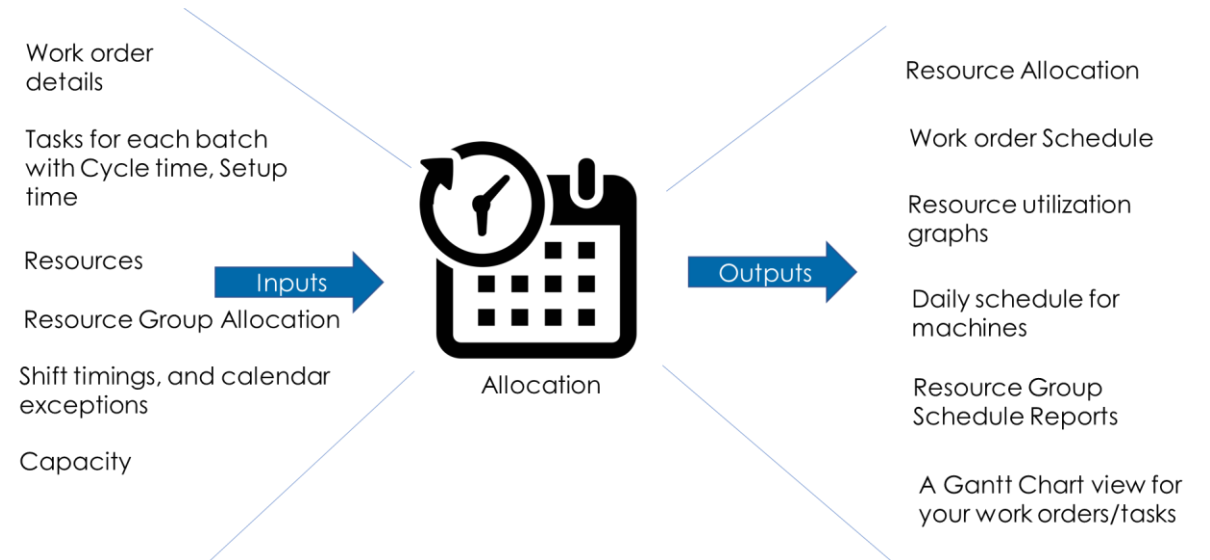 Work order
details
Tasks for each batch
with Cycle time, Setup
time
Resources
Inputs
Resource Group Allocation
Shift timings, and calendar
exceptions
Capacity
Allocation
Outputs
Resource Allocation
Work order Schedule
Resource utilization
graphs
Daily schedule for
machines
Resource Group
Schedule Reports
A Gantt Chart view for
your work orders/tasks